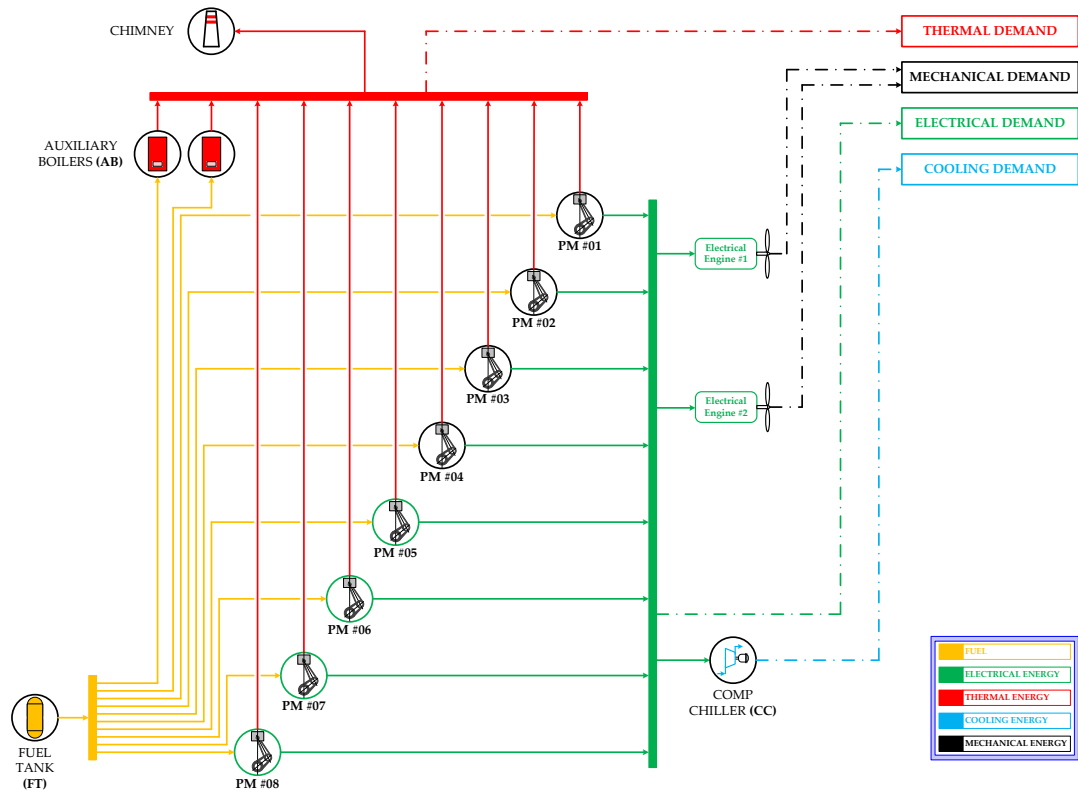 CHIMNEY
THERMAL DEMAND
MECHANICAL DEMAND
ELECTRICAL DEMAND
COOLING DEMAND
AUXILIARY
BOILERS (AB)
PM #01
Electrical
Engine #1
PM #02
PM #03
Electrical
Engine #2
PM #04
PM #05
PM #06
PM #07
PM #08
COMP
CHILLER (CC)
FUEL
TANK
(FT)
FUEL
ELECTRICAL ENERGY
THERMAL ENERGY
COOLING ENERGY
MECHANICAL ENERGY